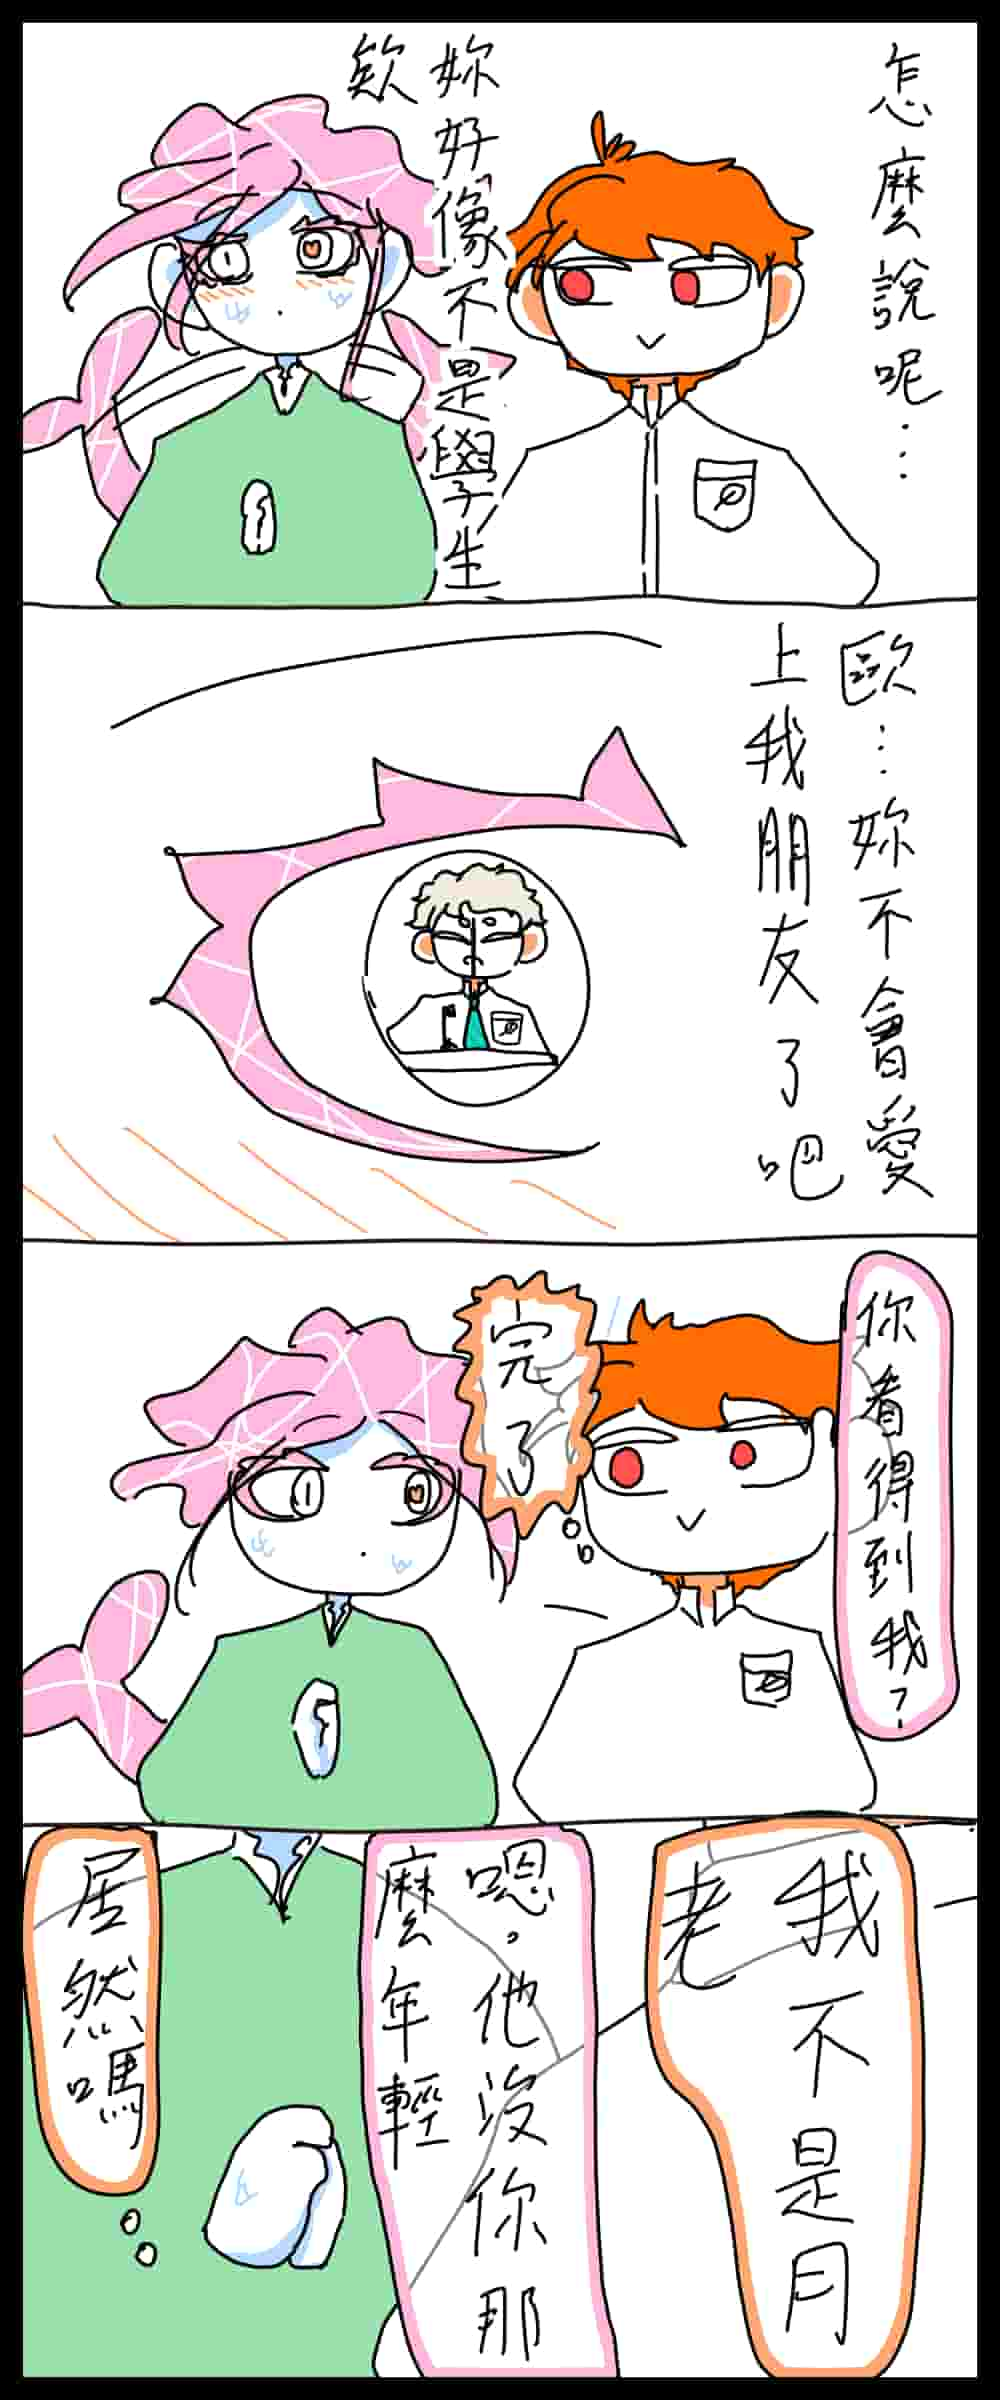 怎麼說呢⋯⋯
妳好像不是學生
欸
歐⋯妳不會愛
上我朋友了吧
你看得到我?
完了
我不是月
老
嗯。他沒你那
麼年輕
居然嗎